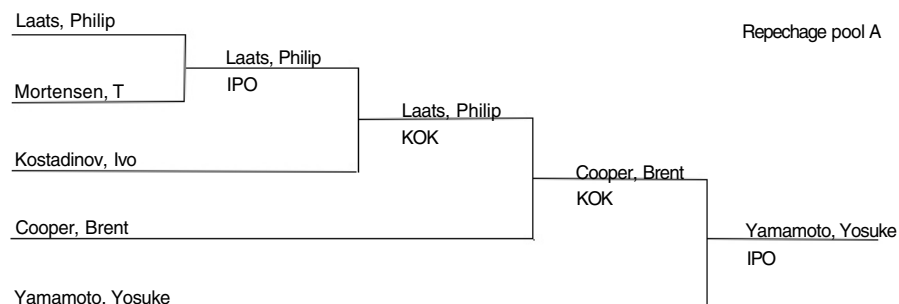 Laats, Philip
Repechage pool A
Laats, Philip
IPO
Mortensen, T
Laats, Philip
KOK
Kostadinov, Ivo
Cooper, Brent
KOK
Cooper, Brent
Yamamoto, Yosuke
IPO
Yamamoto, Yosuke